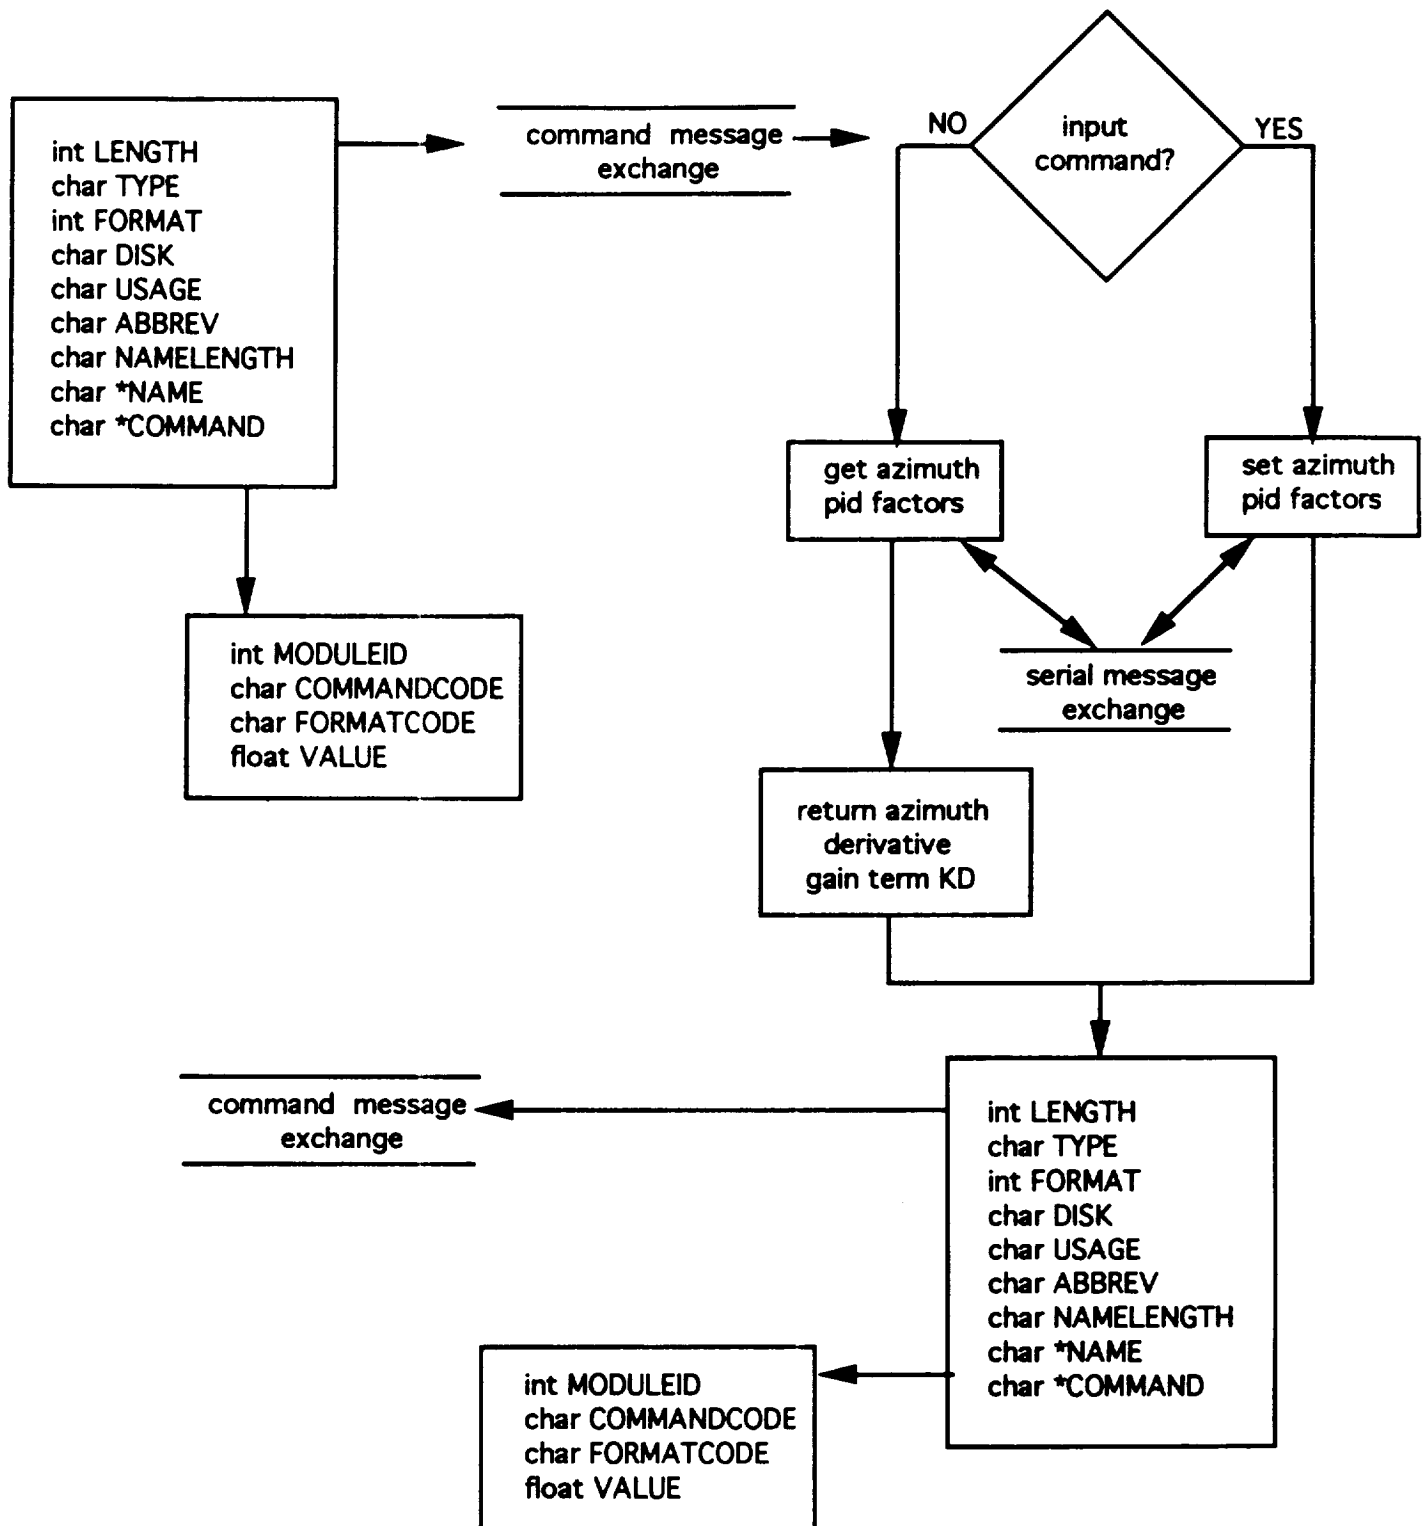 int LENGTH
char TYPE
int FORMAT
char DISK
char USAGE
char ABBREV
char NAMELENGTH
char *NAME
char *COMMAND
command message
exchange
NO
input
command?
YES
get azimuth
pid factors
set azimuth
pid factors
int MODULEID
char COMMANDCODE
char FORMATCODE
float VALUE
serial message
exchange
return azimuth
derivative
gain term KD
command message
exchange
int LENGTH
char TYPE
int FORMAT
char DISK
char USAGE
char ABBREV
char NAMELENGTH
char *NAME
char *COMMAND
int MODULEID
char COMMANDCODE
char FORMATCODE
float VALUE